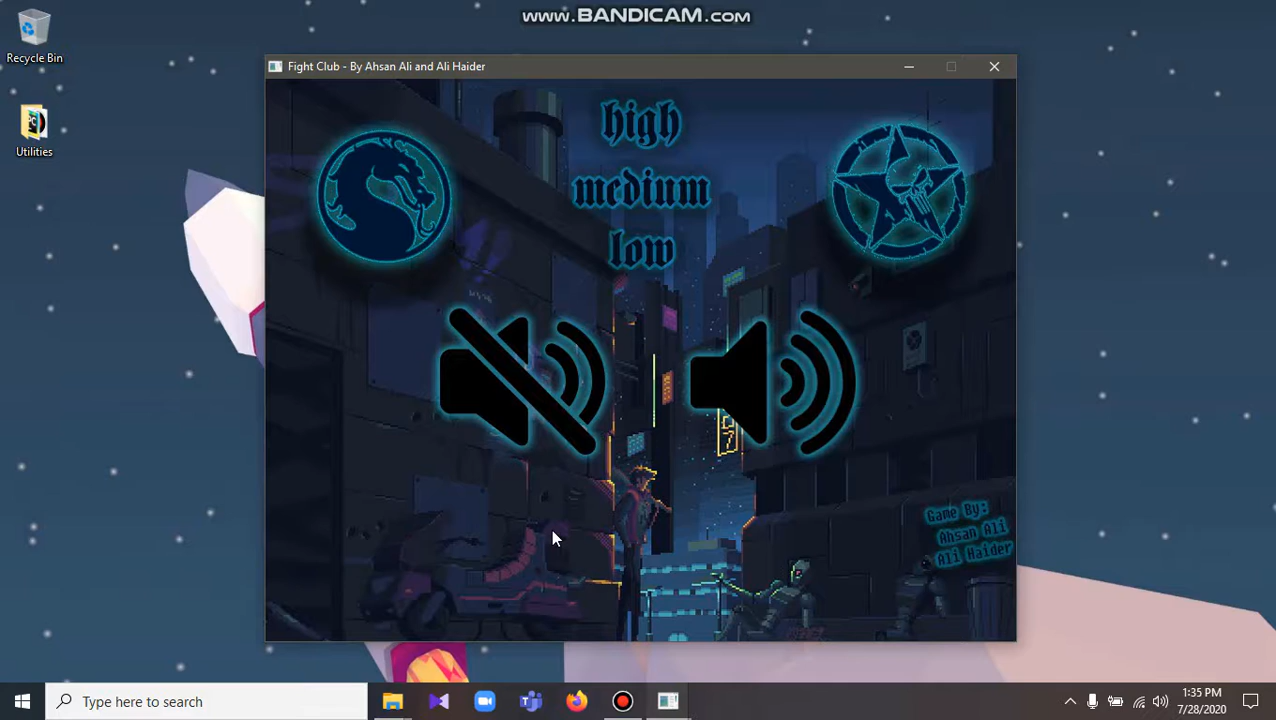 www.BANDICAM.com
Recycle Bin
Utilities
Fight Club - By Ahsan Ali and Ali Haider
high
medium
low
Game By:
Ahsan Ali
Ali Haider
Type here to search
1:35 PM
7/28/2020